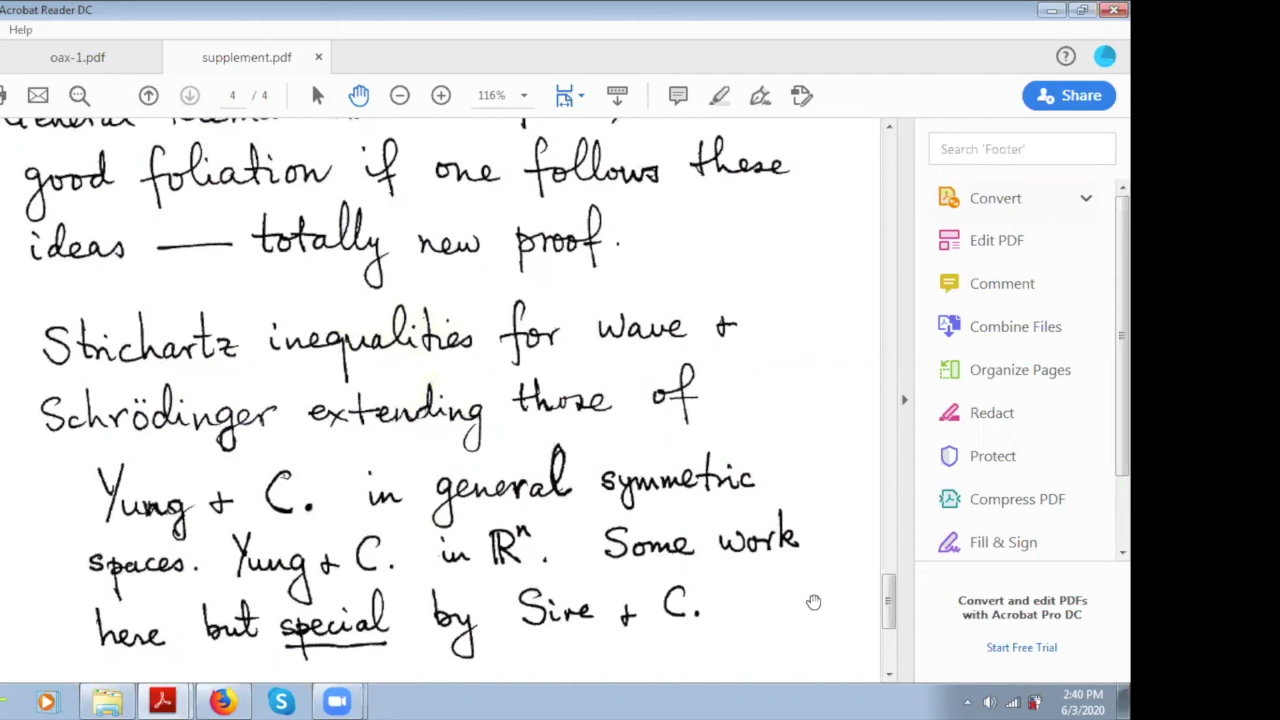 Acrobat Reader DC
Help
oax-1.pdf
supplement.pdf
4 / 4
116%
Share
General
good foliation if one follows these
ideas — totally new proof.
Strichartz inequalities for wave +
Schrödinger extending those of
Yung + C. in general symmetric
spaces. Yung + C. in ℝⁿ. Some work
here but special by Sire + C.
Search 'Footer'
Convert
Edit PDF
Comment
Combine Files
Organize Pages
Redact
Protect
Compress PDF
Fill & Sign
Convert and edit PDFs
with Acrobat Pro DC
Start Free Trial
2:40 PM
6/3/2020